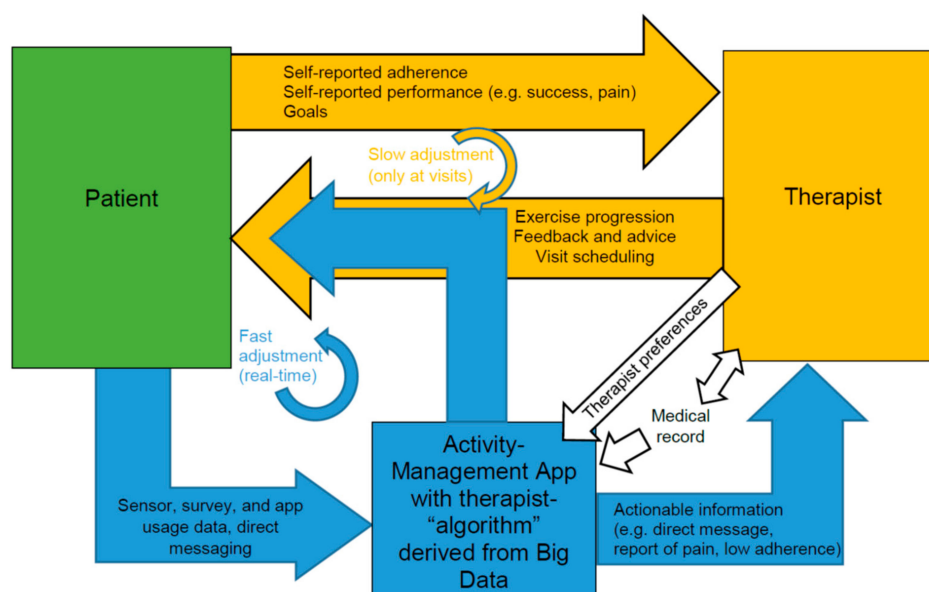 Self-reported adherence
Self-reported performance (e.g. success, pain)
Goals
Slow adjustment
(only at visits)
Patient
Therapist
Exercise progression
Feedback and advice
Visit scheduling
Fast
adjustment
(real-time)
Therapist preferences
Medical
record
Activity-
Management App
with therapist-
“algorithm”
derived from Big
Data
Sensor, survey, and app
usage data, direct
messaging
Actionable information
(e.g. direct message,
report of pain, low adherence)